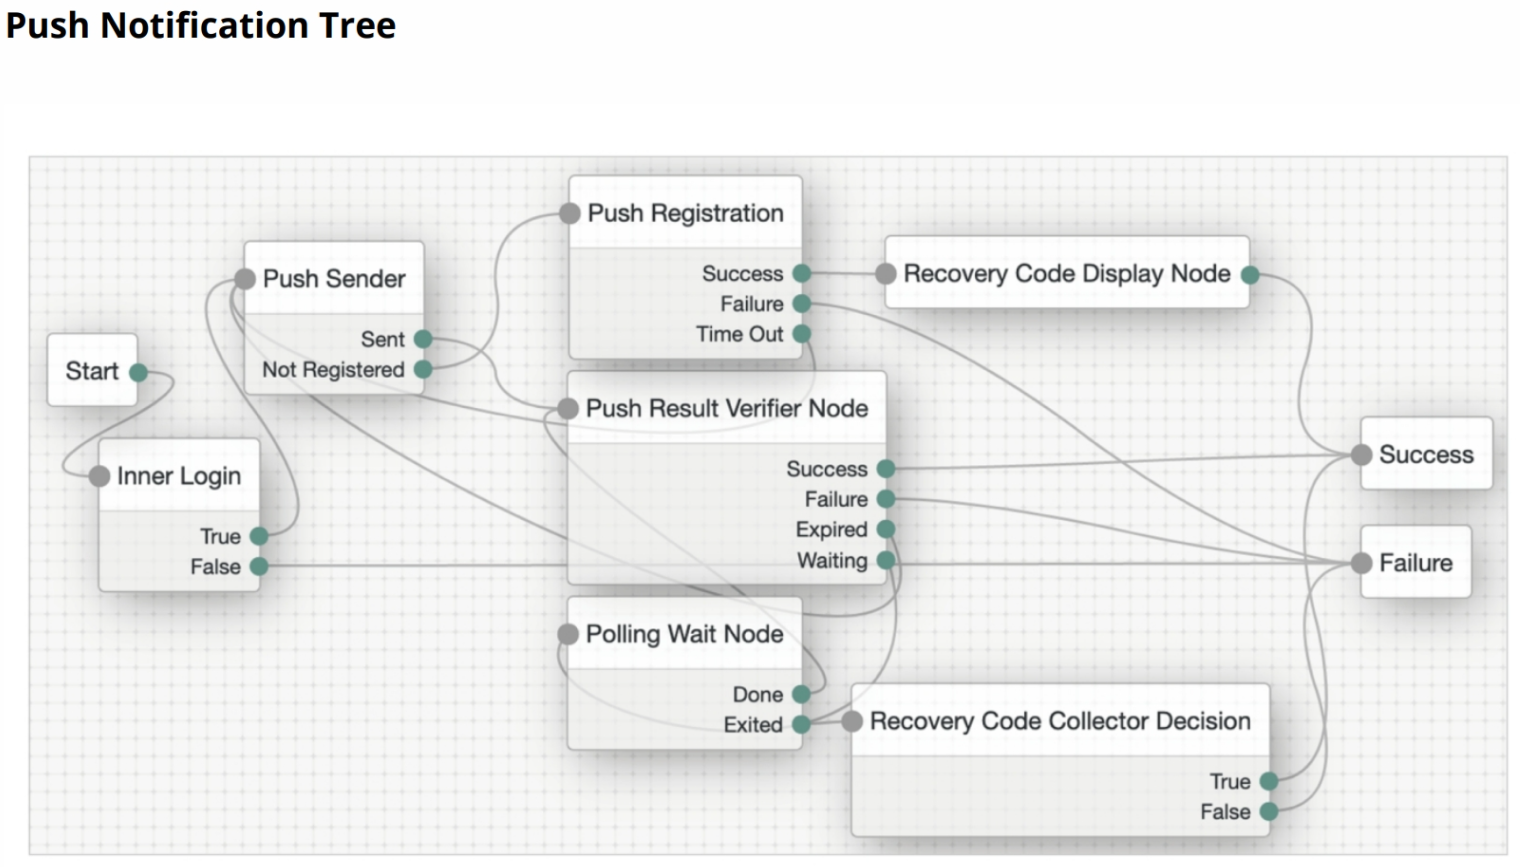 Push Notification Tree
Start
Inner Login
True
False
Push Sender
Sent
Not Registered
Push Registration
Success
Failure
Time Out
Push Result Verifier Node
Success
Failure
Expired
Waiting
Polling Wait Node
Done
Exited
Recovery Code Display Node
Recovery Code Collector Decision
True
False
Success
Failure